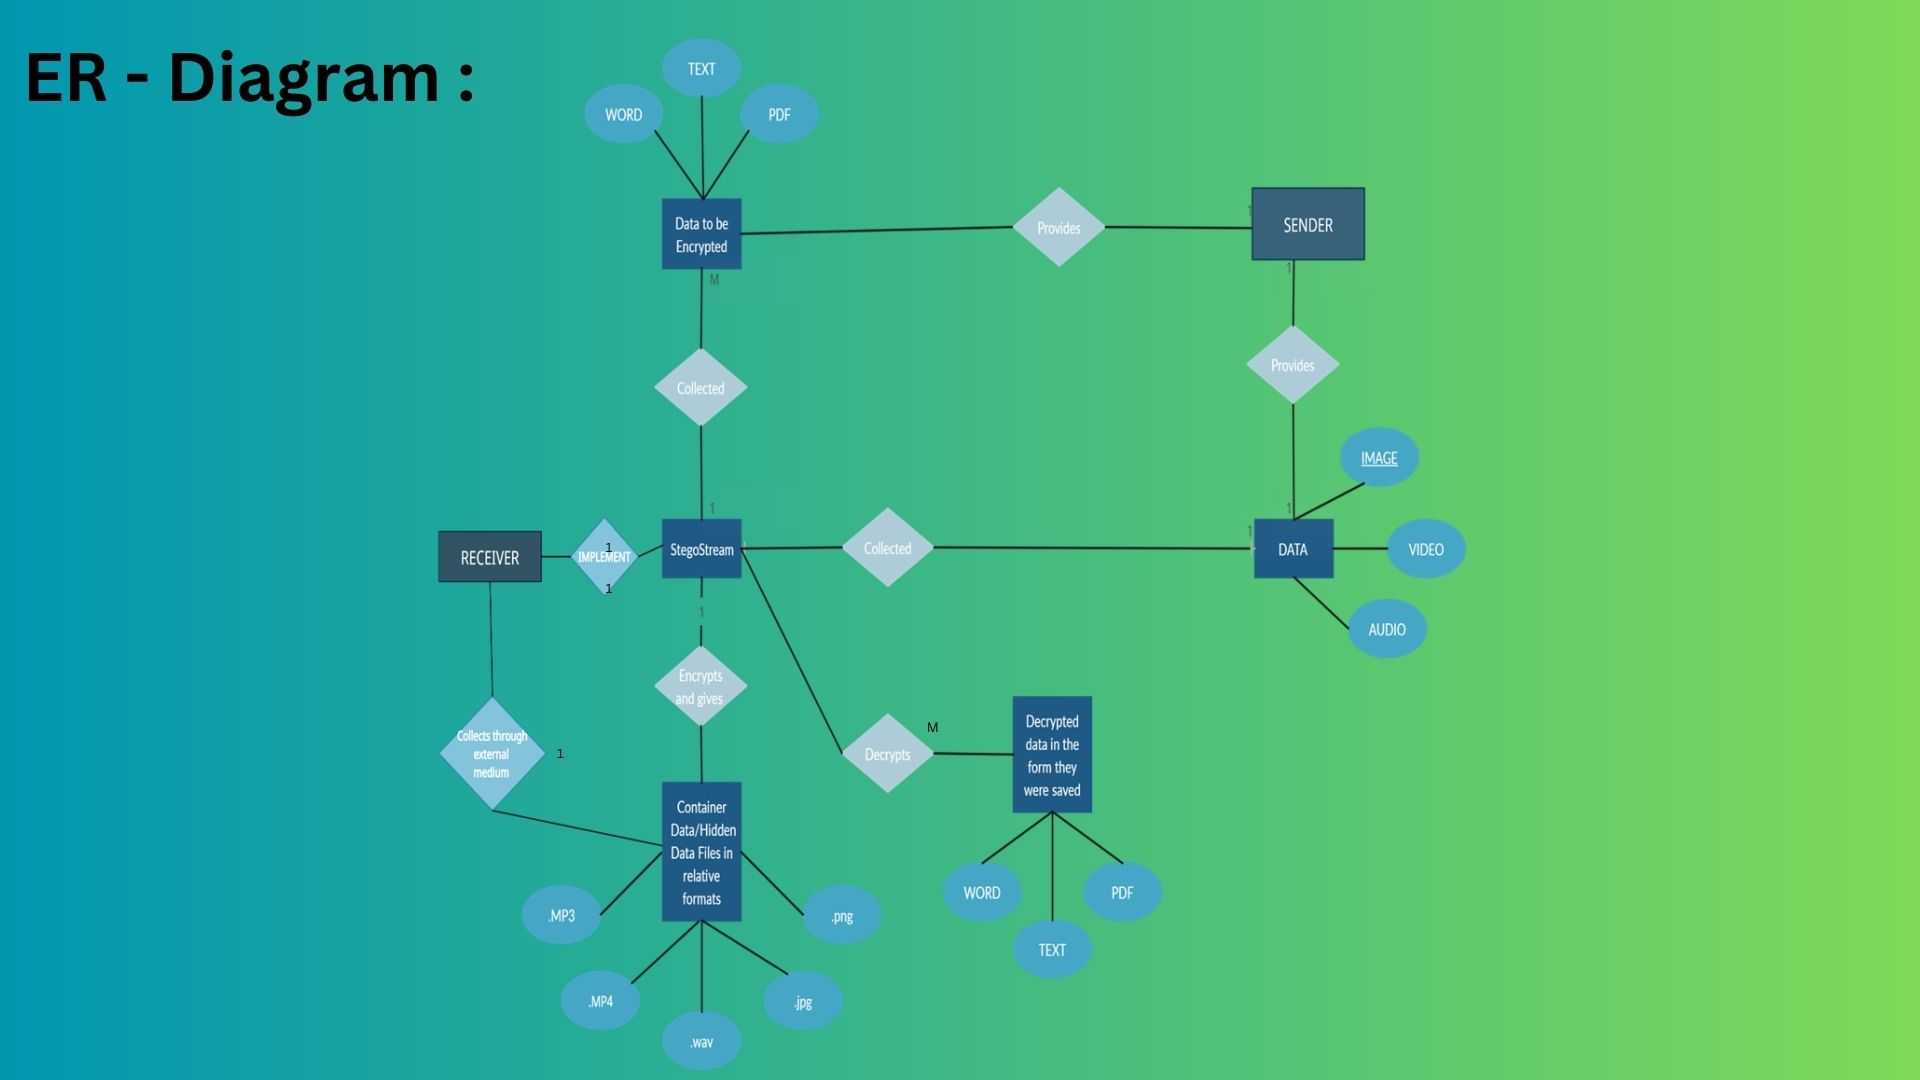 ER - Diagram :
TEXT
WORD
PDF
Data to be
Encrypted
Provides
1
SENDER
M
1
Collected
Provides
IMAGE
1
1
1
RECEIVER
1
IMPLEMENT
1
StegoStream
Collected
DATA
VIDEO
1
AUDIO
Encrypts
and gives
Collects through
external
medium
1
Decrypts
M
Decrypted
data in the
form they
were saved
Container
Data/Hidden
Data Files in
relative
formats
WORD
PDF
TEXT
.MP3
.png
.MP4
.jpg
.wav